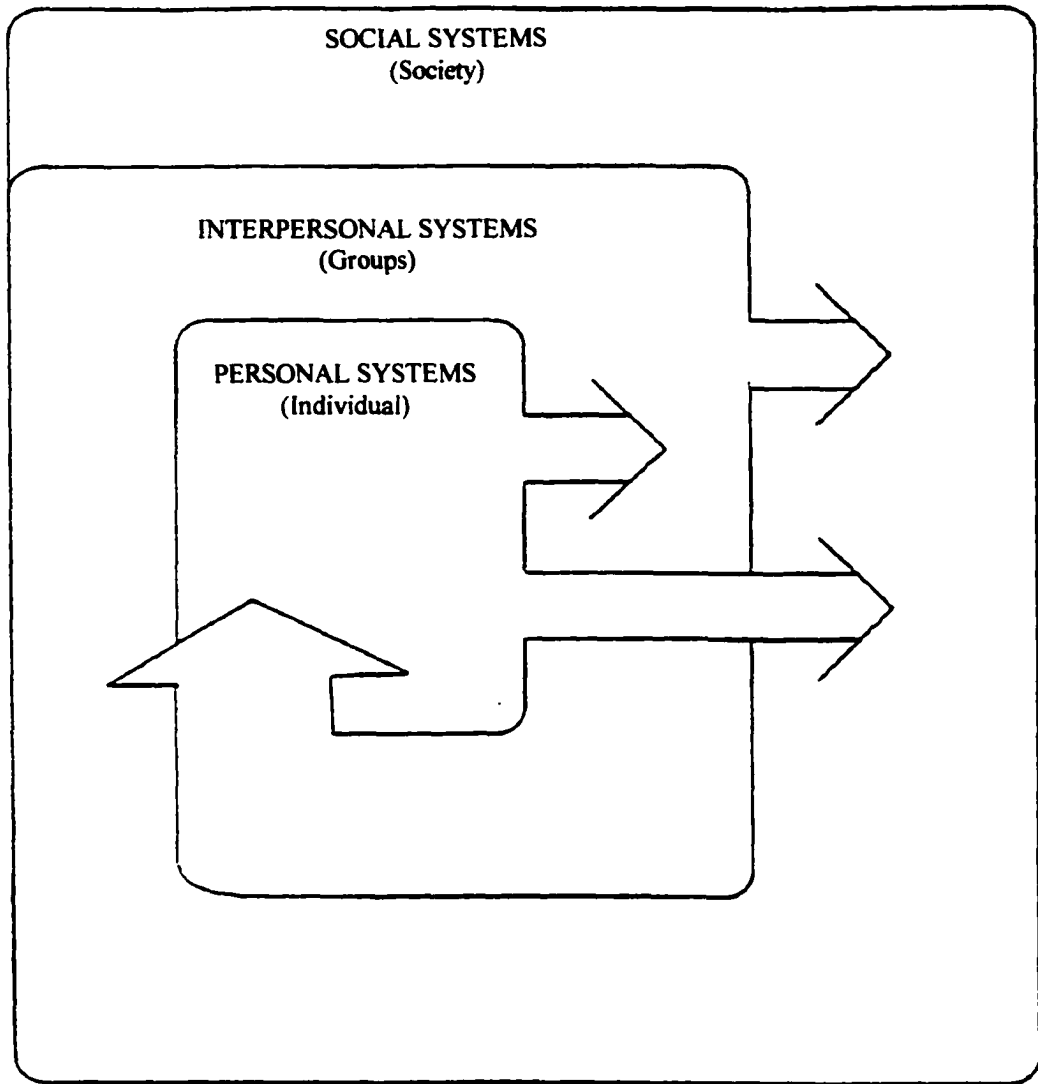 SOCIAL SYSTEMS
(Society)
INTERPERSONAL SYSTEMS
(Groups)
PERSONAL SYSTEMS
(Individual)